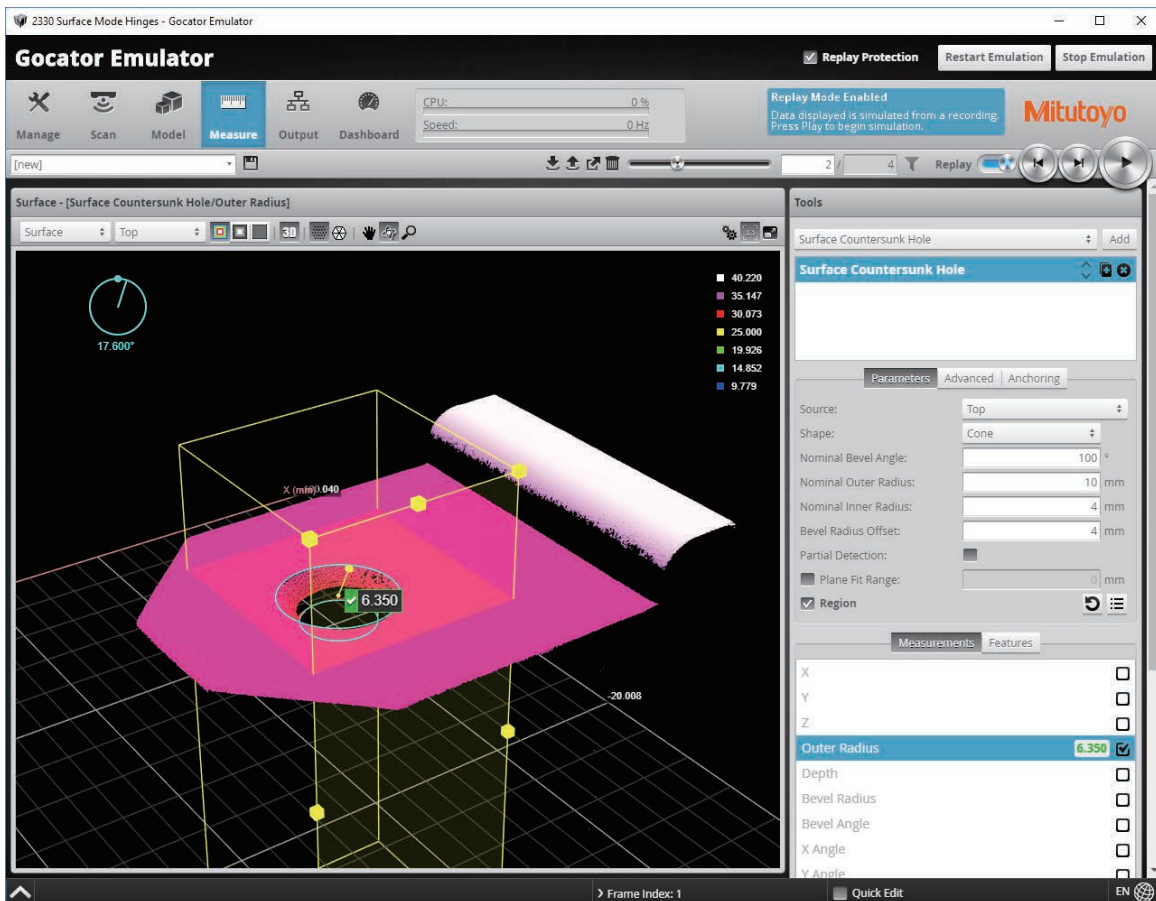 2330 Surface Mode Hinges - Gocator Emulator
Gocator Emulator
Replay Protection
Restart Emulation
Stop Emulation
Manage
Scan
Model
Measure
Output
Dashboard
CPU: 0 %
Speed: 0 Hz
Replay Mode Enabled
Data displayed is simulated from a recording.
Press Play to begin simulation.
Mitutoyo
[new]
2 / 4
Replay
Surface - [Surface Countersunk Hole/Outer Radius]
Surface
Top
3D
17.600°
40.220
35.147
30.073
25.000
19.926
14.852
9.779
X (mm)
.040
6.350
-20.008
Tools
Surface Countersunk Hole
Add
Surface Countersunk Hole
Parameters
Advanced
Anchoring
Source: Top
Shape: Cone
Nominal Bevel Angle: 100 °
Nominal Outer Radius: 10 mm
Nominal Inner Radius: 4 mm
Bevel Radius Offset: 4 mm
Partial Detection:
Plane Fit Range: 0 mm
Region
Measurements
Features
X
Y
Z
Outer Radius 6.350
Depth
Bevel Radius
Bevel Angle
X Angle
Y Angle
Frame Index: 1
Quick Edit
EN